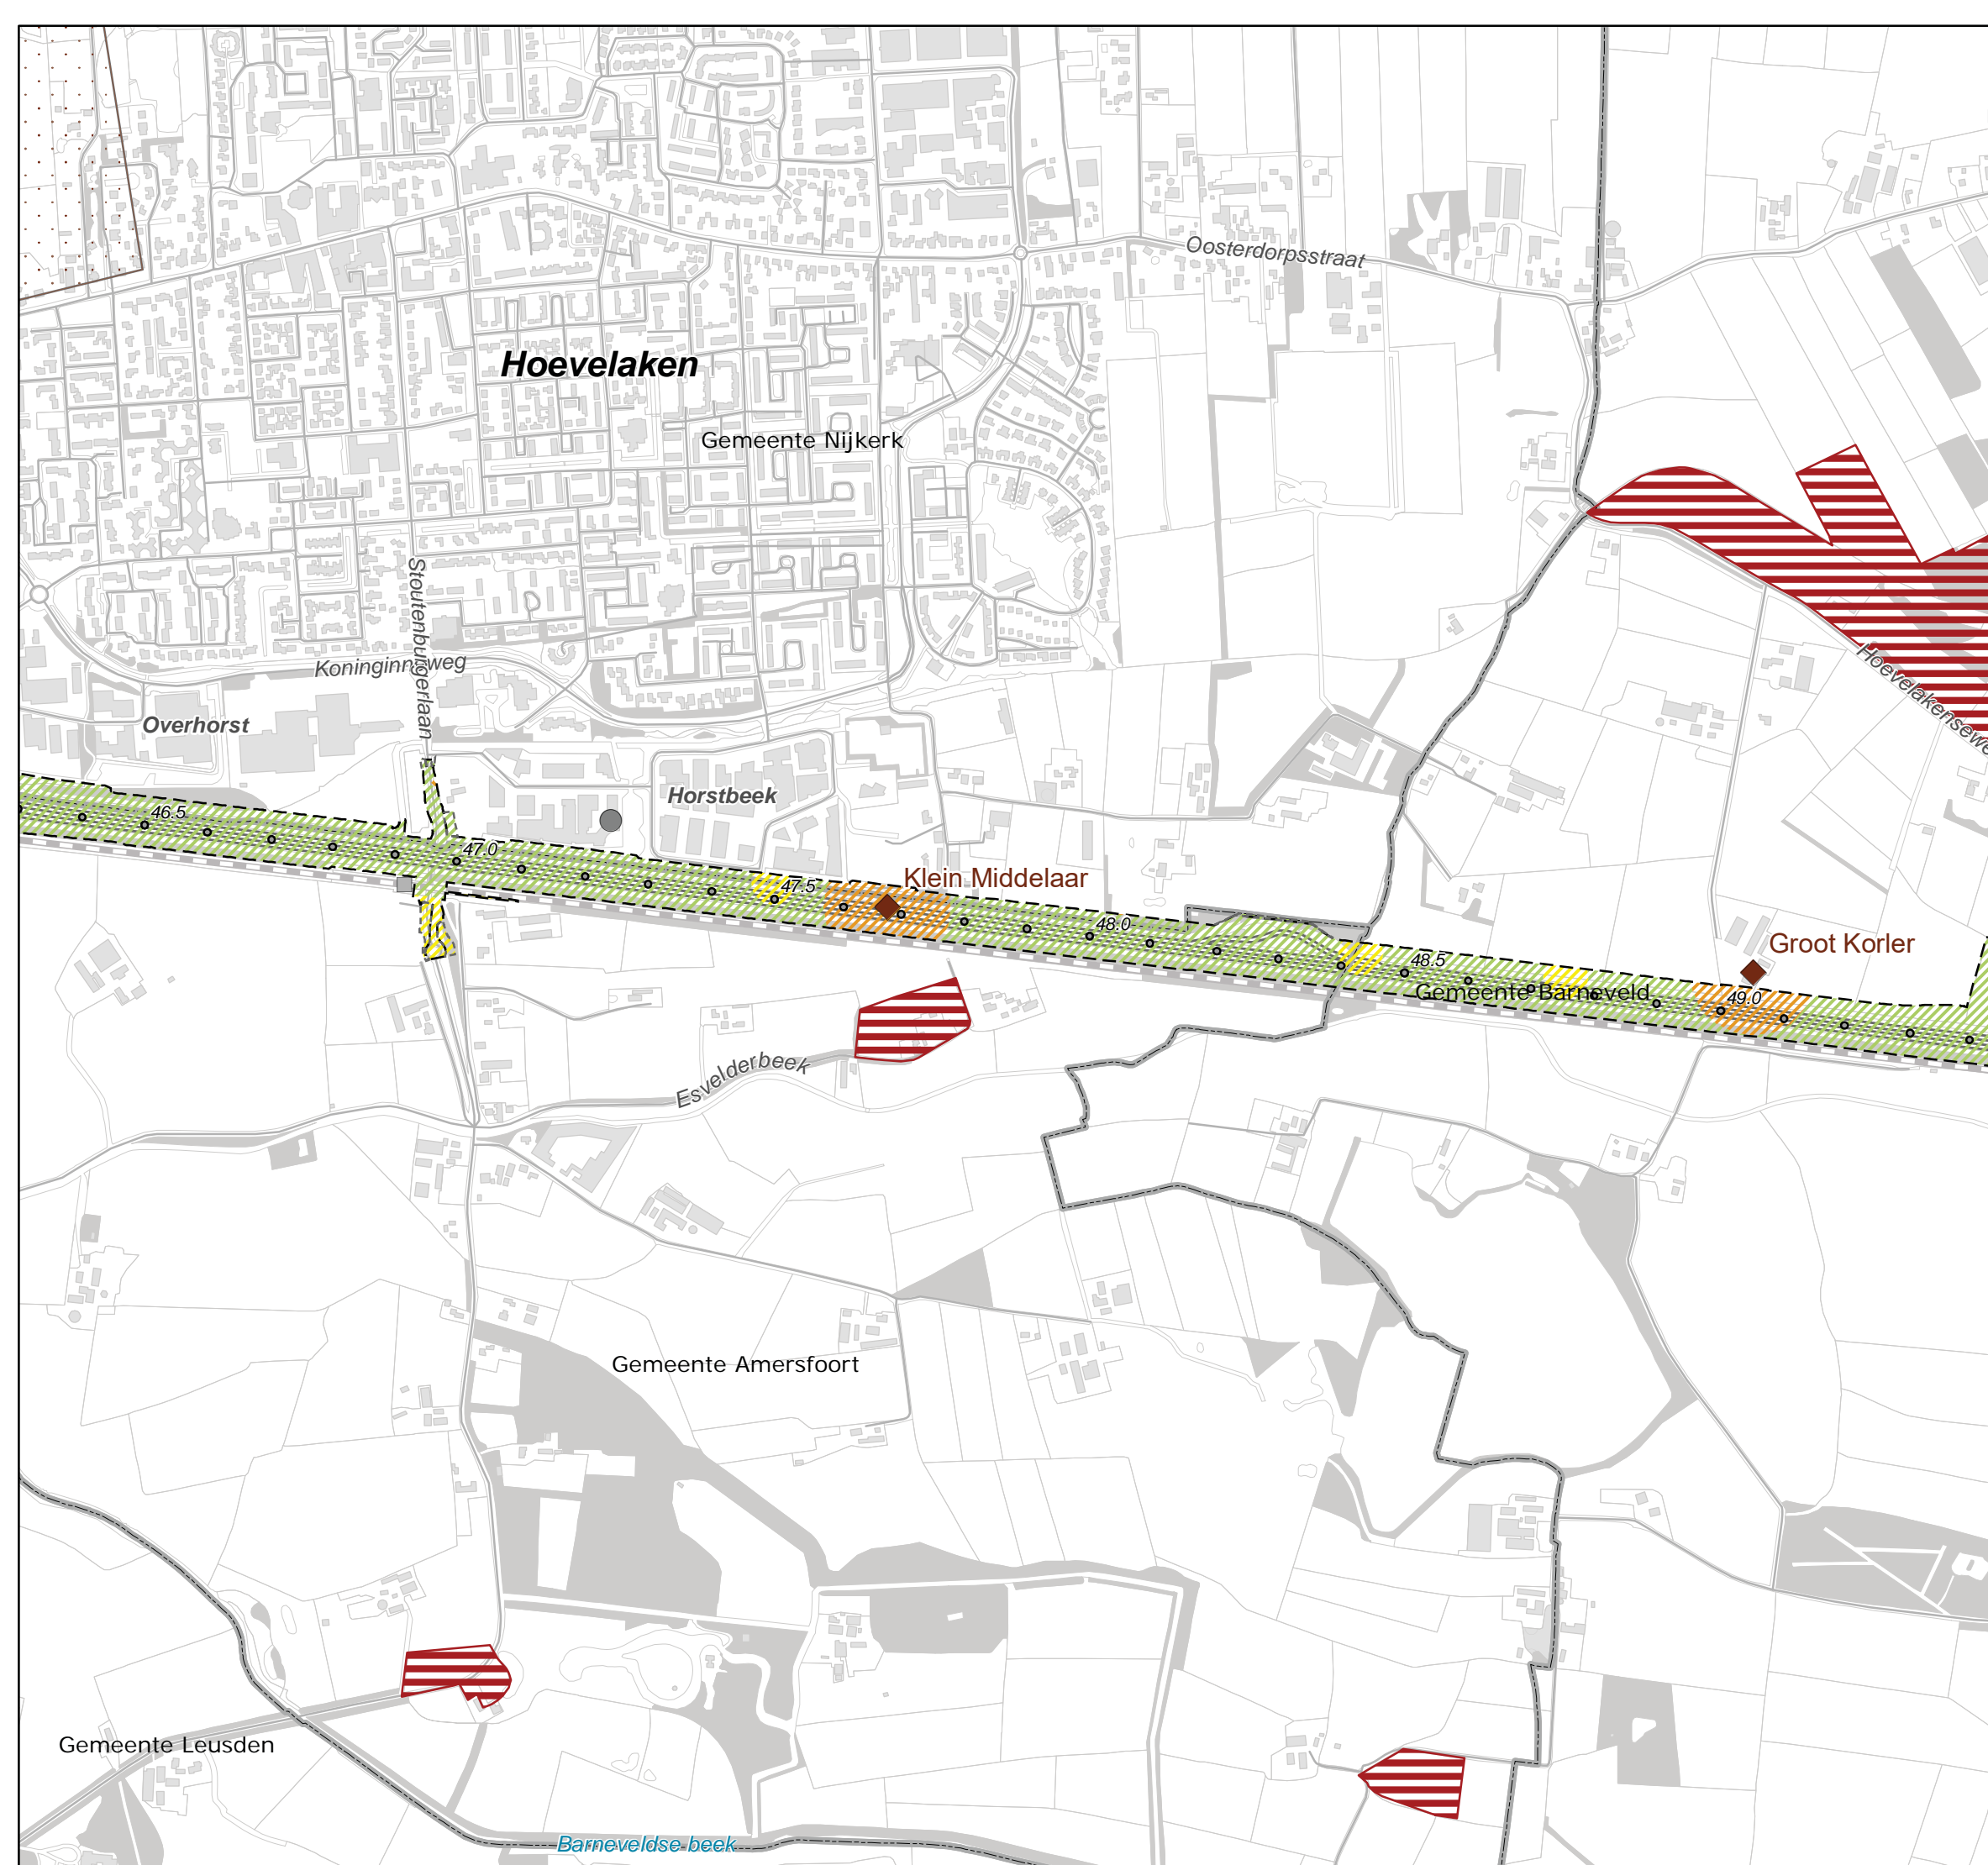 Oosterdorpsstraat
Hoevelaken
Gemeente Nijkerk
Stoutenburgerlaan
Koninginneweg
Hoevelakenseweg
Overhorst
Horstbeek
46.5
47.0
Klein Middelaar
47.5
48.0
Groot Korler
48.5
Gemeente Barneveld
49.0
Esvelderbeek
Gemeente Amersfoort
Gemeente Leusden
Barneveldse beek